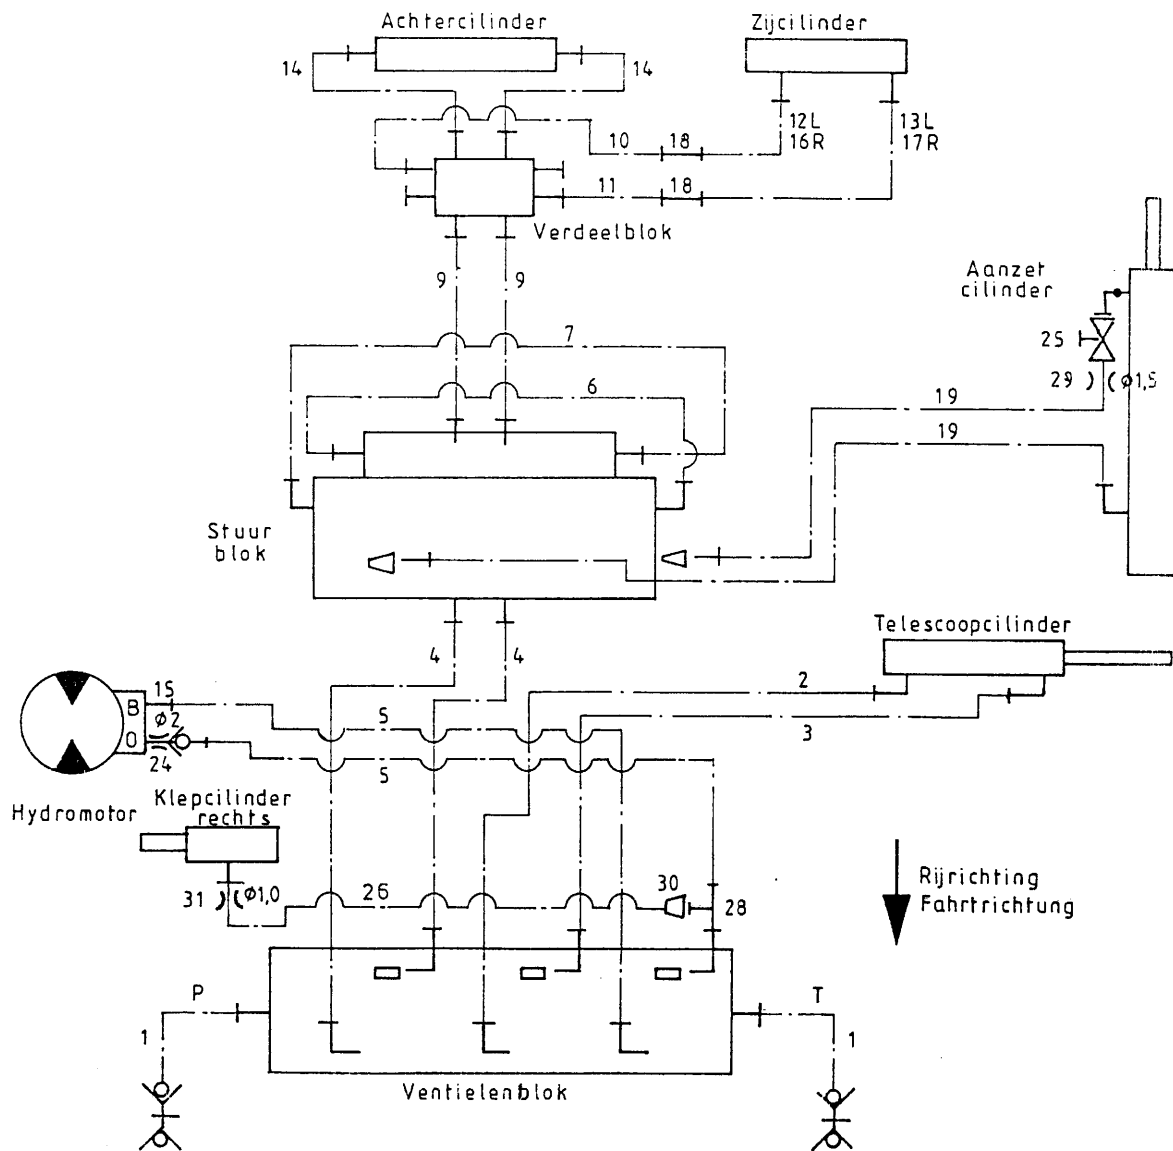 Achtercilinder
Zijcilinder
14
14
12L
16R
13L
17R
10
18
11
18
Verdeelblok
9
9
Aanzet
cilinder
25
29
ø1,5
7
6
19
19
Stuur
blok
4
4
Telescoopcilinder
2
3
15
B
ø2
O
24
5
5
Hydromotor
Klepcilinder
rechts
31
ø1,0
26
30
28
Rijrichting
Fahrtrichtung
P
T
1
1
Ventielenblok